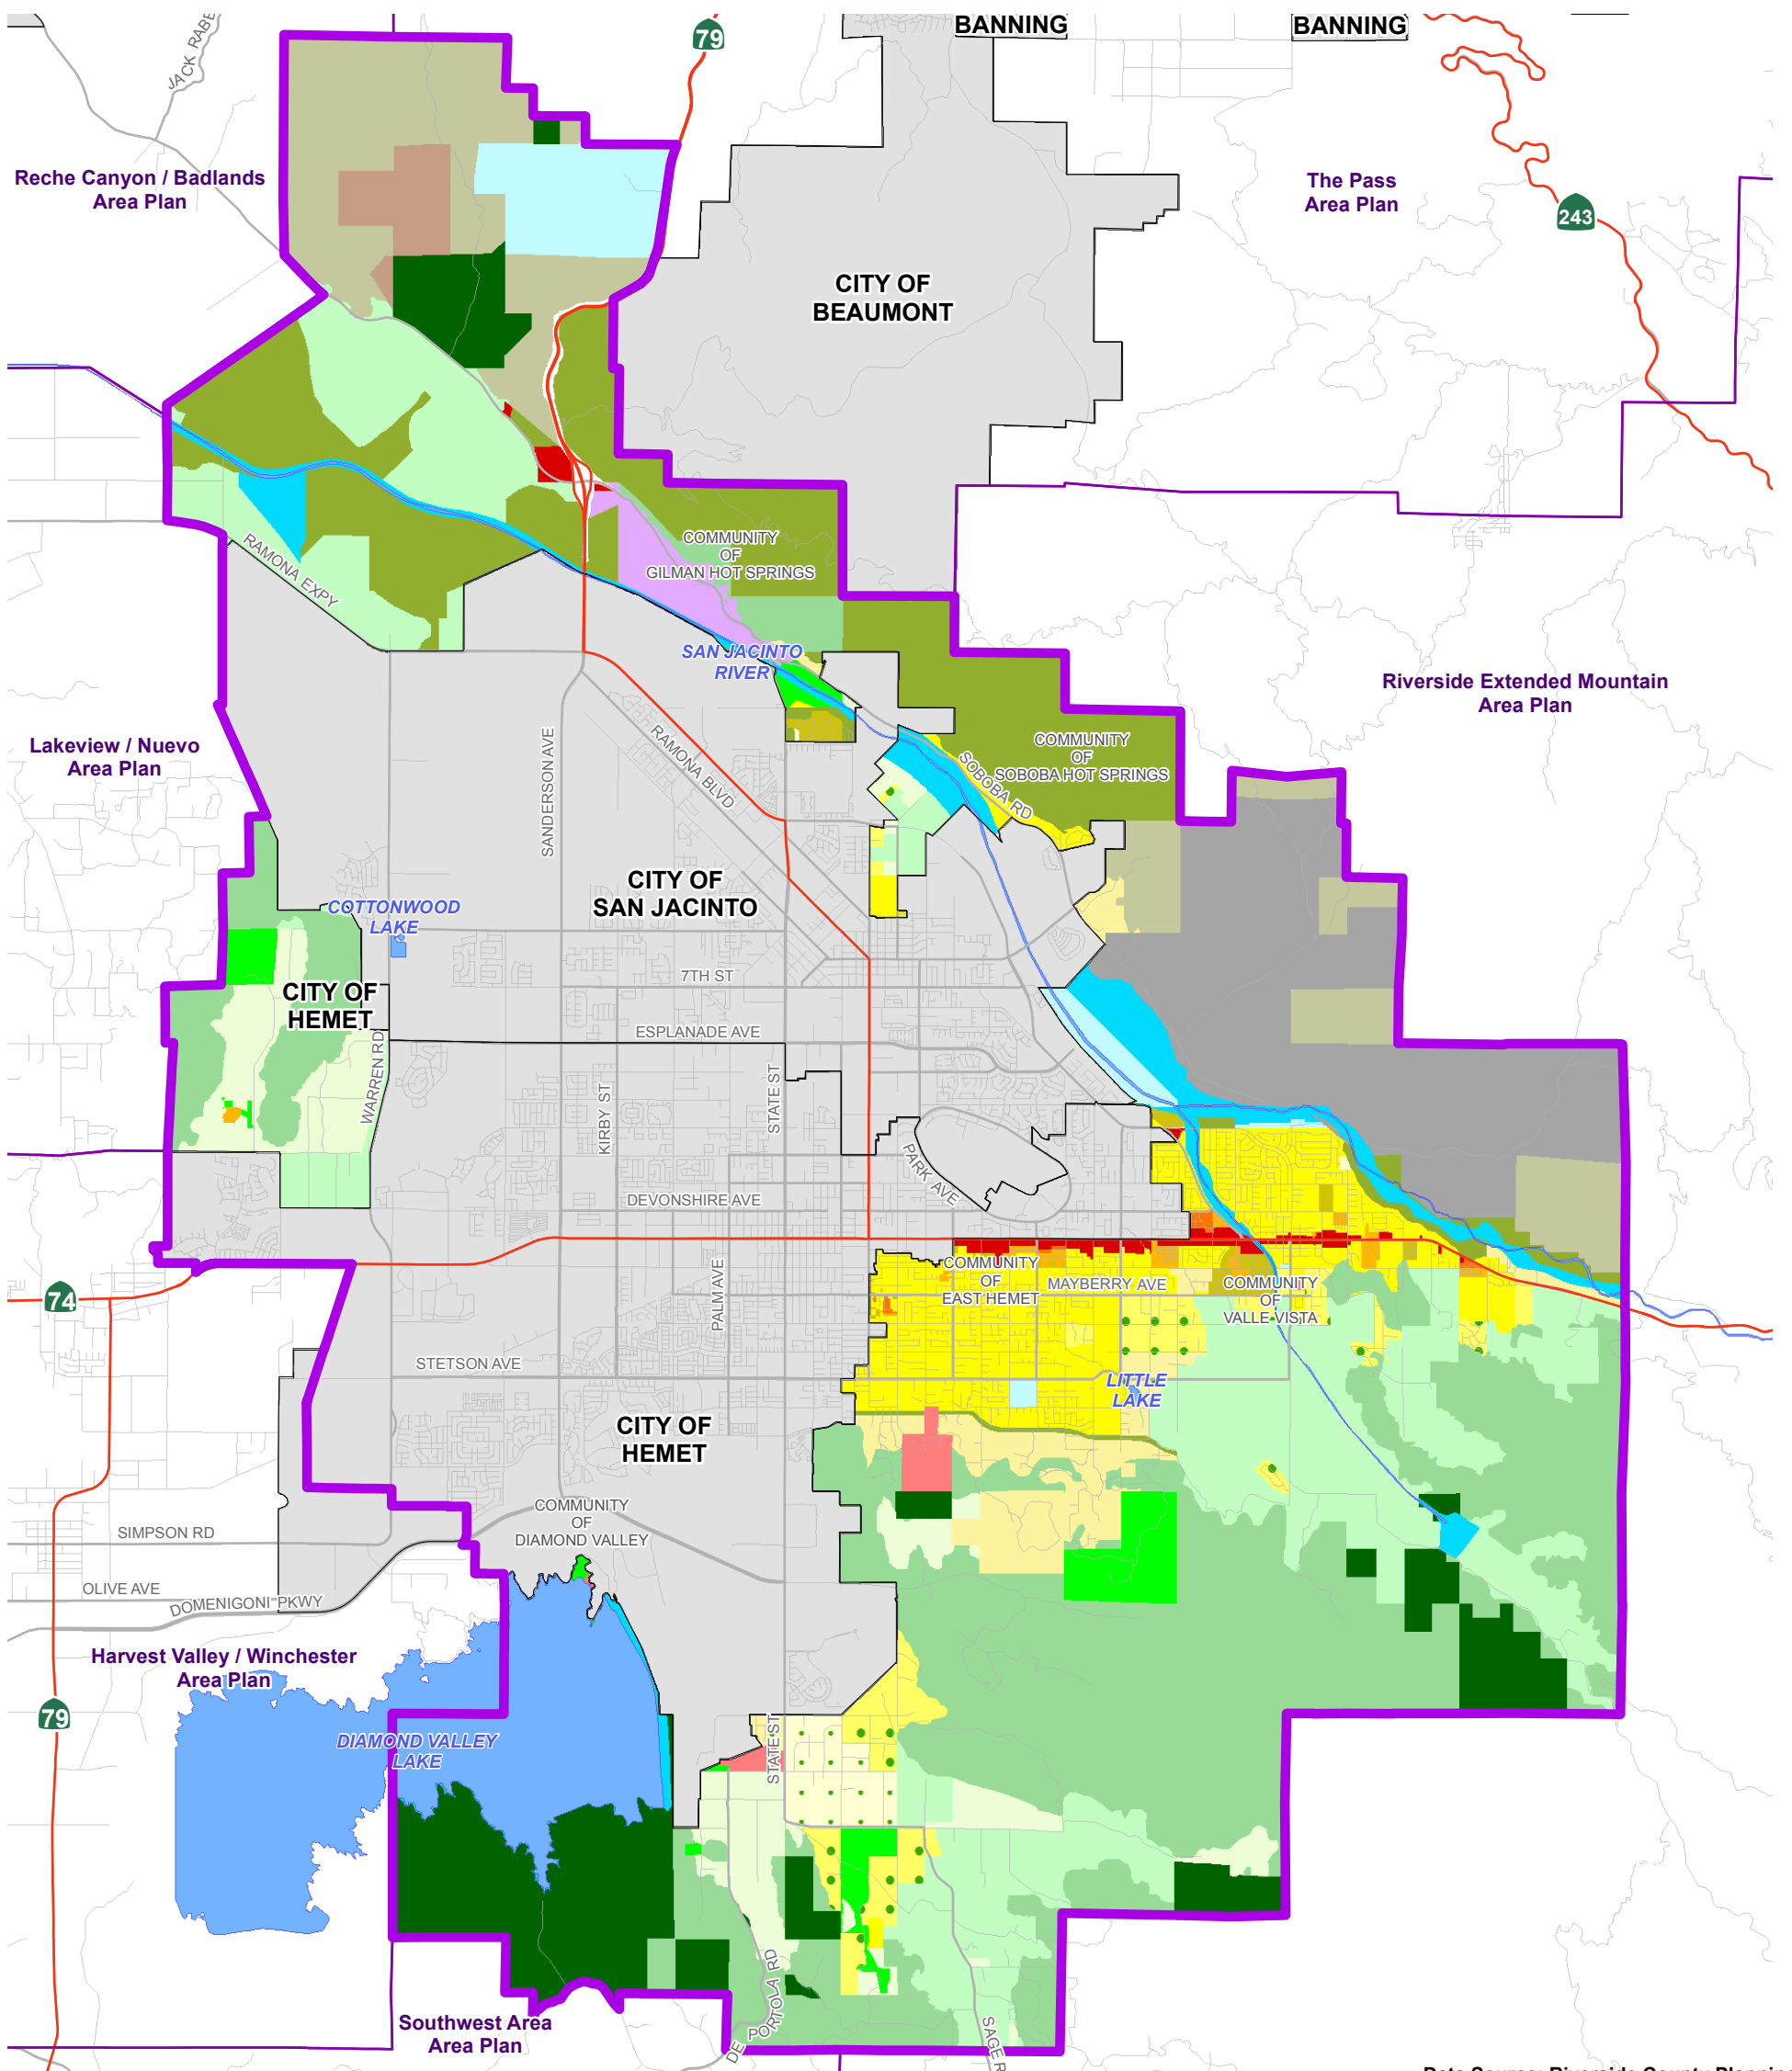 BANNING
BANNING
79
JACK RABB
Reche Canyon / Badlands
Area Plan
The Pass
Area Plan
243
CITY OF
BEAUMONT
COMMUNITY
OF
GILMAN HOT SPRINGS
RAMONA EXPY
SAN JACINTO
RIVER
Riverside Extended Mountain
Area Plan
Lakeview / Nuevo
Area Plan
SANDERSON AVE
RAMONA BLVD
COMMUNITY
OF
SOBOBA HOT SPRINGS
SOBOBA RD
CITY OF
SAN JACINTO
COTTONWOOD
LAKE
7TH ST
CITY OF
HEMET
ESPLANADE AVE
WARREN RD
KIRBY ST
STATE ST
PARK AVE
DEVONSHIRE AVE
COMMUNITY
OF
EAST HEMET
MAYBERRY AVE
COMMUNITY
OF
VALLE VISTA
74
PALM AVE
STETSON AVE
LITTLE
LAKE
CITY OF
HEMET
COMMUNITY
OF
DIAMOND VALLEY
SIMPSON RD
OLIVE AVE
DOMENIGONI PKWY
Harvest Valley / Winchester
Area Plan
79
DIAMOND VALLEY
LAKE
STATE ST
DE PORTOLA RD
SAGE R
Southwest Area
Area Plan